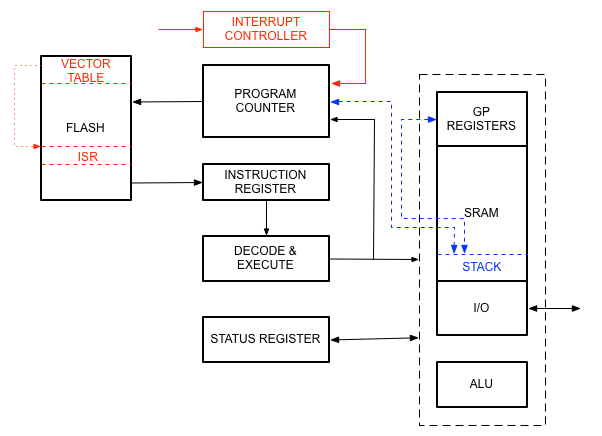 INTERRUPT
CONTROLLER
VECTOR
TABLE
FLASH
ISR
PROGRAM
COUNTER
INSTRUCTION
REGISTER
DECODE &
EXECUTE
STATUS REGISTER
GP
REGISTERS
SRAM
STACK
I/O
ALU